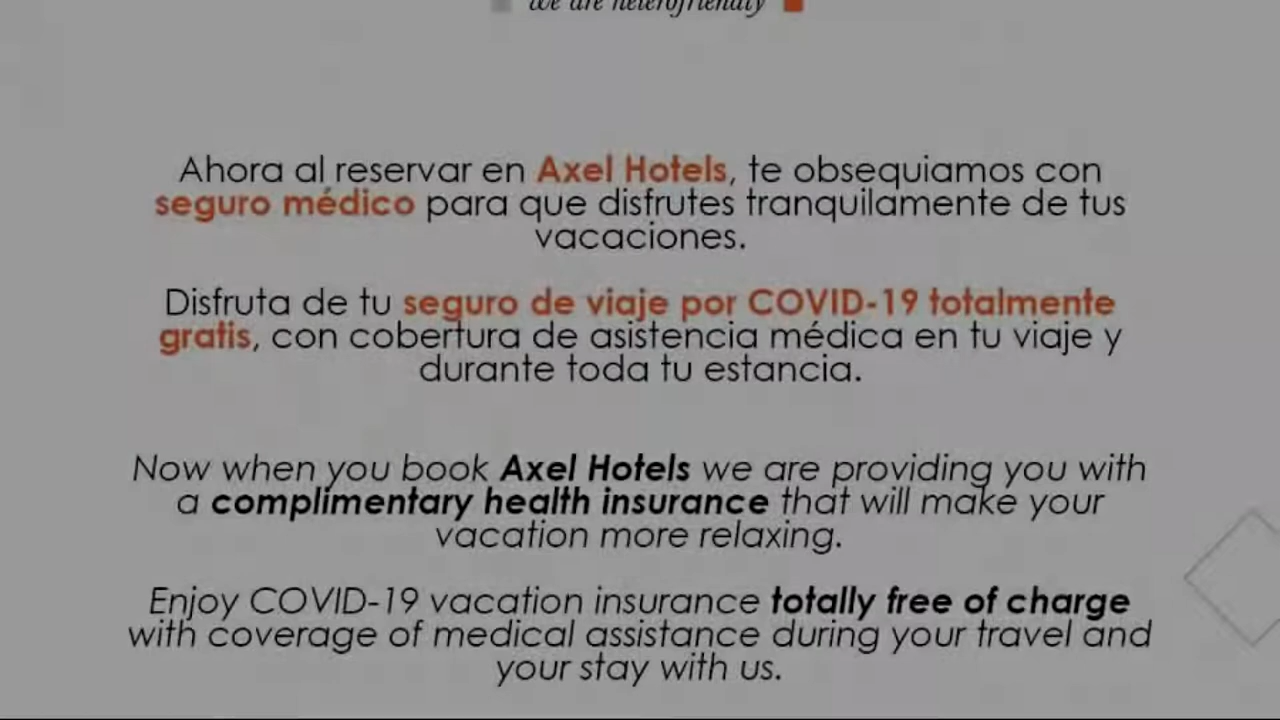 we are heterofriendly
Ahora al reservar en Axel Hotels, te obsequiamos con
seguro médico para que disfrutes tranquilamente de tus
vacaciones.
Disfruta de tu seguro de viaje por COVID-19 totalmente
gratis, con cobertura de asistencia médica en tu viaje y
durante toda tu estancia.
Now when you book Axel Hotels we are providing you with
a complimentary health insurance that will make your
vacation more relaxing.
Enjoy COVID-19 vacation insurance totally free of charge
with coverage of medical assistance during your travel and
your stay with us.